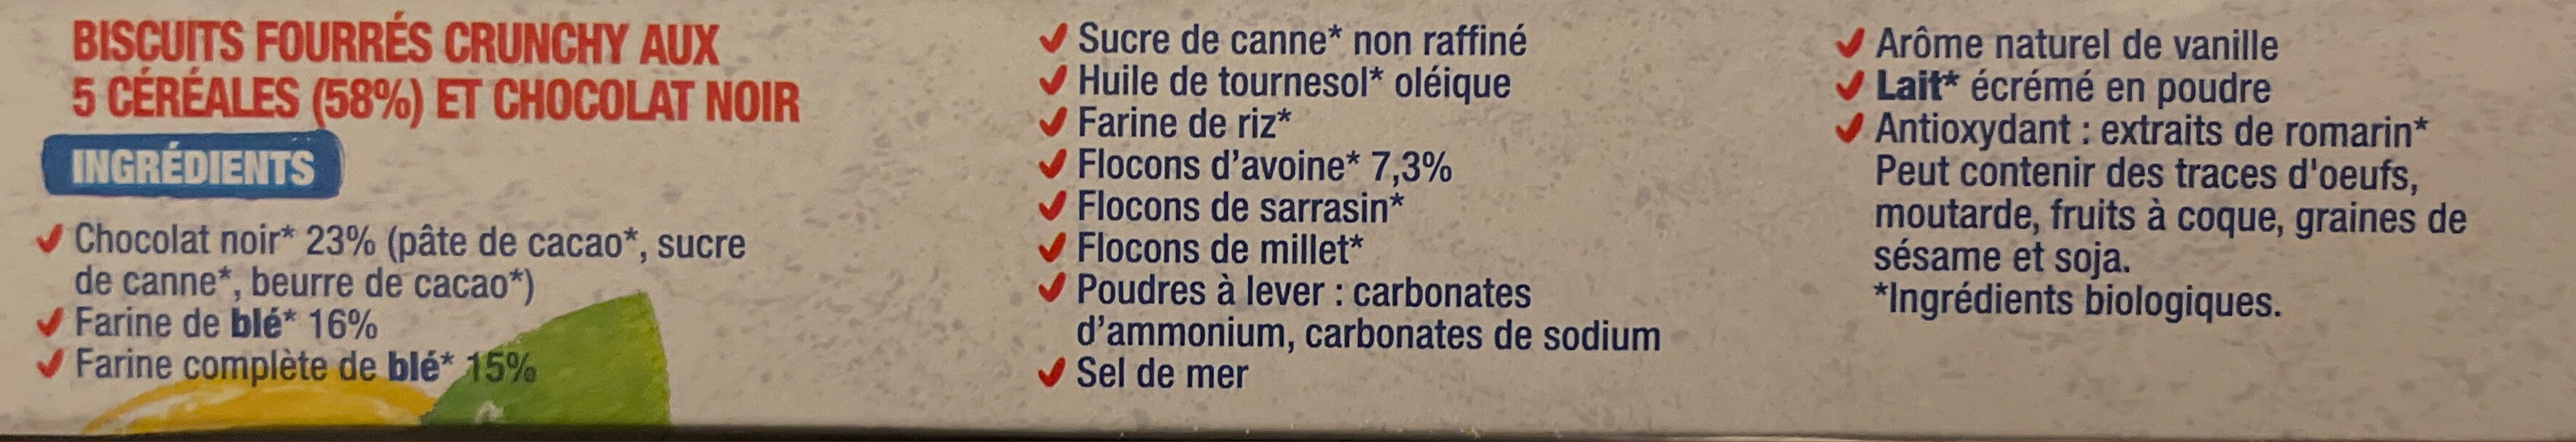 BISCUITS FOURRÉS CRUNCHY AUX
5 CÉRÉALES (58%) ET CHOCOLAT NOIR
INGRÉDIENTS
Chocolat noir* 23% (pâte de cacao*, sucre
de canne*, beurre de cacao*)
Farine de blé* 16%
Farine complète de blé* 15%
Sucre de canne* non raffiné
Huile de tournesol* oléique
Farine de riz*
Flocons d’avoine* 7,3%
Flocons de sarrasin*
Flocons de millet*
Poudres à lever : carbonates
d’ammonium, carbonates de sodium
Sel de mer
Arôme naturel de vanille
Lait* écrémé en poudre
Antioxydant : extraits de romarin*
Peut contenir des traces d'oeufs,
moutarde, fruits à coque, graines de
sésame et soja.
*Ingrédients biologiques.